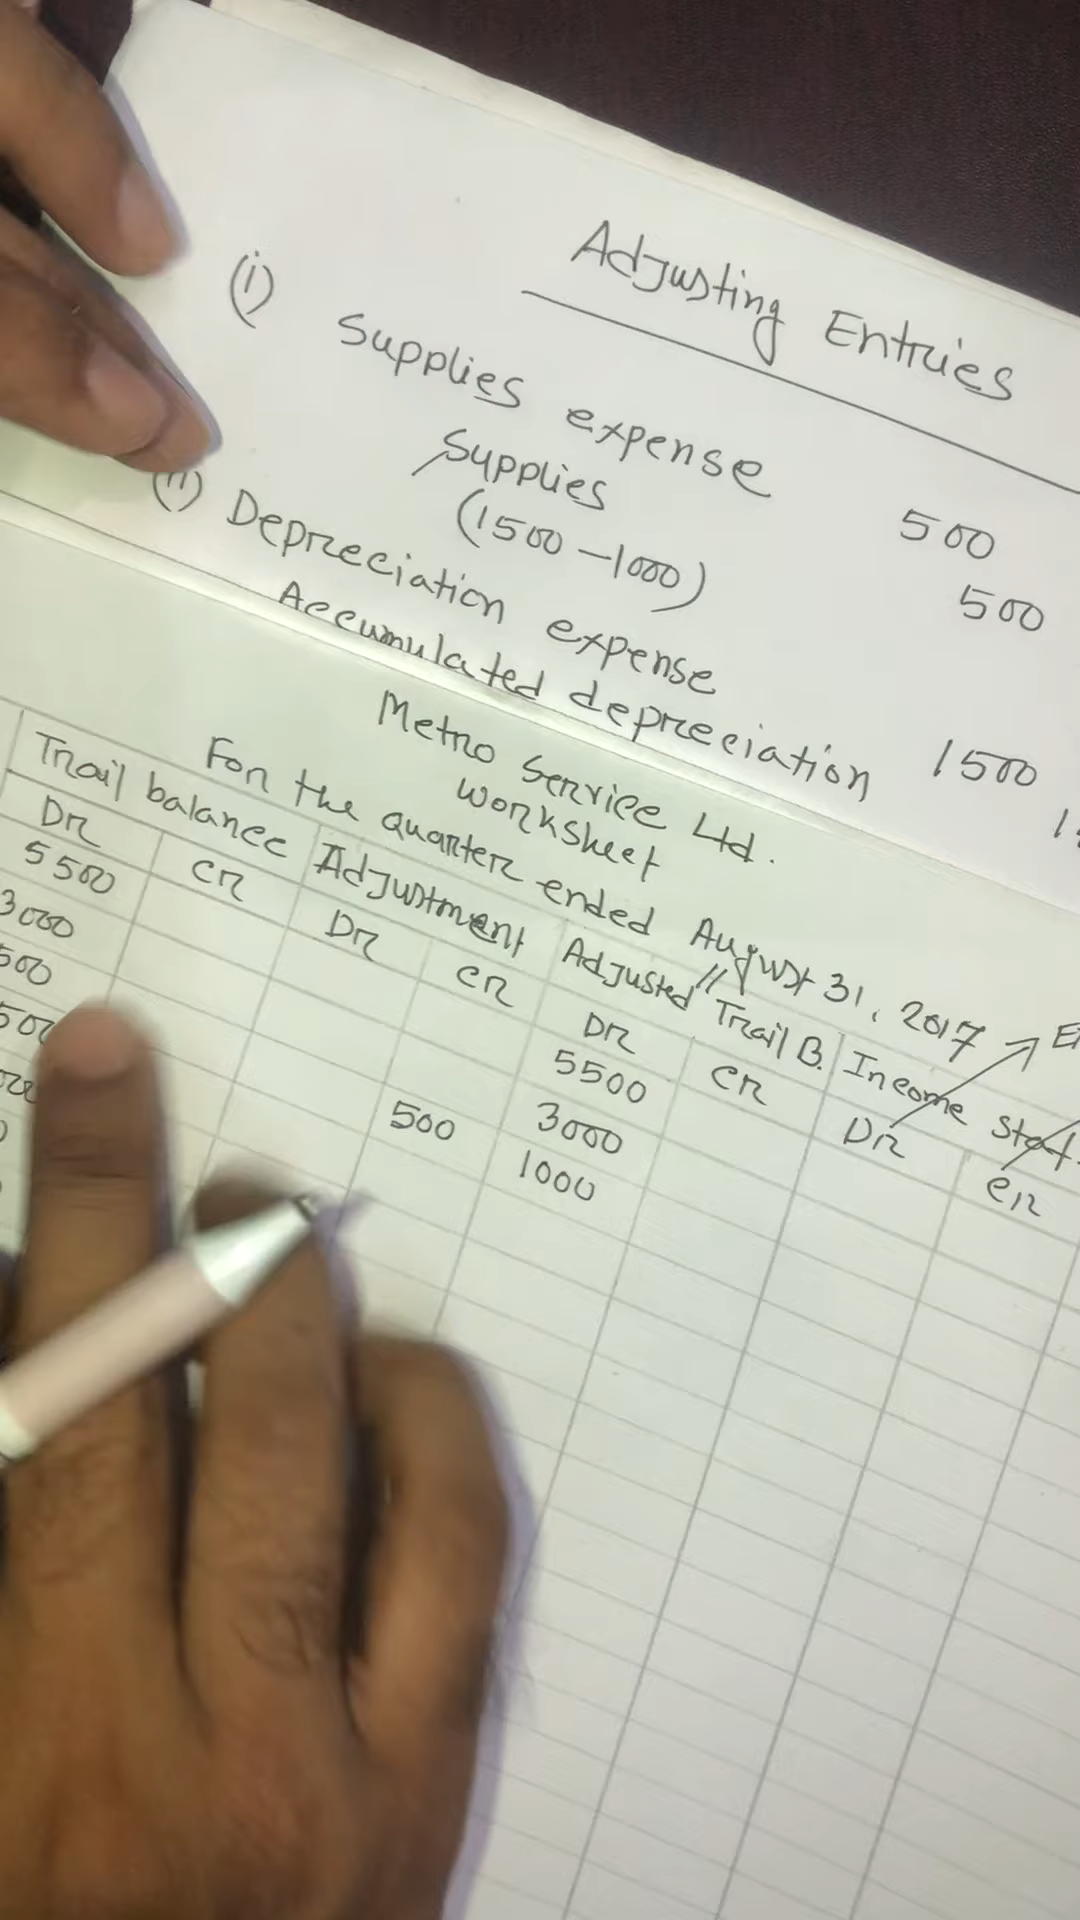 Adjusting Entries
(i) Supplies expense 500
Supplies 500
(1500 - 1000)
(ii) Depreciation expense 1500
Accumulated depreciation
Metro Service Ltd.
Worksheet
For the quarter ended August 31, 2017
Trail balance Adjustment Adjusted Trail B. Income
DR CR DR CR DR CR DR CR
5500 5500
3000 3000
500 500 1000